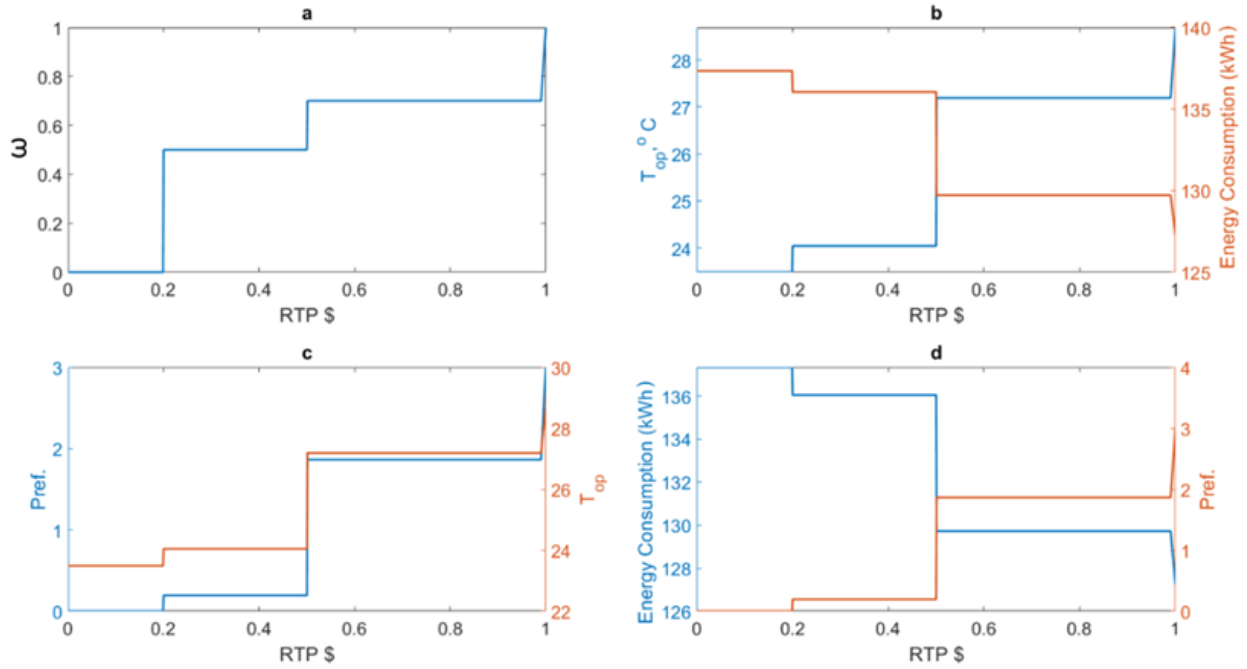 a
1
0.8
0.6
0.4
0.2
0
ω
0 0.2 0.4 0.6 0.8 1
RTP $
b
28
27
26
25
24
T_op, °C
140
135
130
125
Energy Consumption (kWh)
0 0.2 0.4 0.6 0.8 1
RTP $
c
3
2
1
0
Pref.
30
28
26
24
22
T_op
0 0.2 0.4 0.6 0.8 1
RTP $
d
136
134
132
130
128
126
Energy Consumption (kWh)
4
3
2
1
0
Pref.
0 0.2 0.4 0.6 0.8 1
RTP $